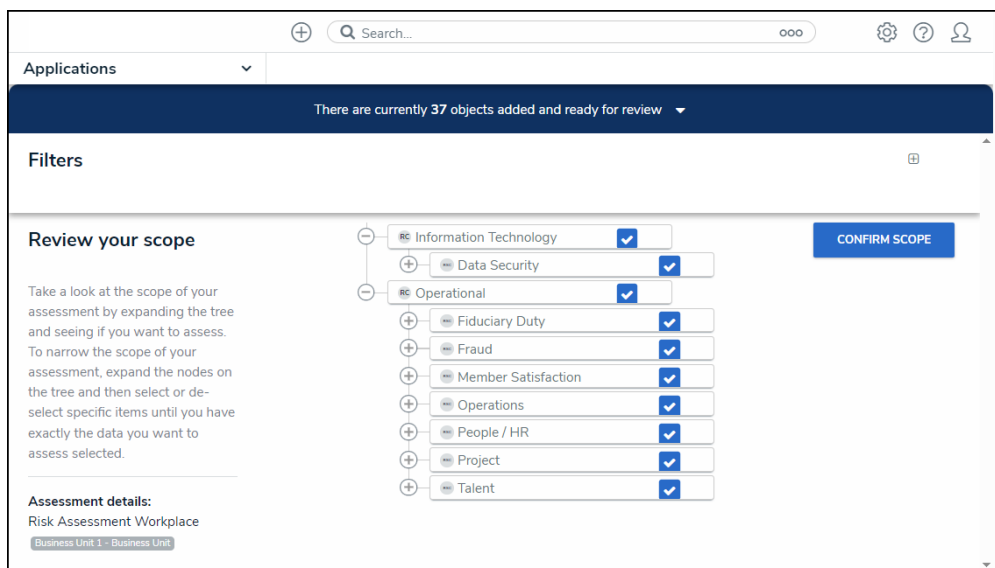 Search...
Applications
There are currently 37 objects added and ready for review
Filters
Review your scope
Take a look at the scope of your
assessment by expanding the tree
and seeing if you want to assess.
To narrow the scope of your
assessment, expand the nodes on
the tree and then select or de-
select specific items until you have
exactly the data you want to
assess selected.
Assessment details:
Risk Assessment Workplace
Business Unit 1 - Business Unit
RC Information Technology
Data Security
RC Operational
Fiduciary Duty
Fraud
Member Satisfaction
Operations
People / HR
Project
Talent
CONFIRM SCOPE